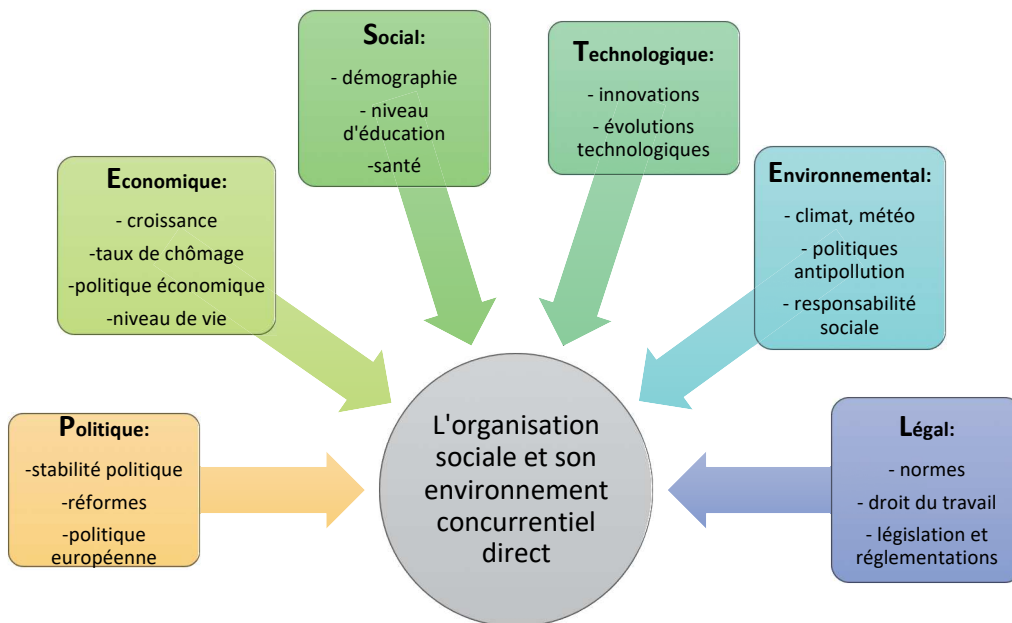 Politique:
-stabilité politique
-réformes
-politique
européenne
Economique:
- croissance
-taux de chômage
-politique économique
-niveau de vie
Social:
- démographie
- niveau
d'éducation
-santé
Technologique:
- innovations
- évolutions
technologiques
Environnemental:
- climat, météo
- politiques
antipollution
- responsabilité
sociale
Légal:
- normes
- droit du travail
- législation et
réglementations
L'organisation
sociale et son
environnement
concurrentiel
direct